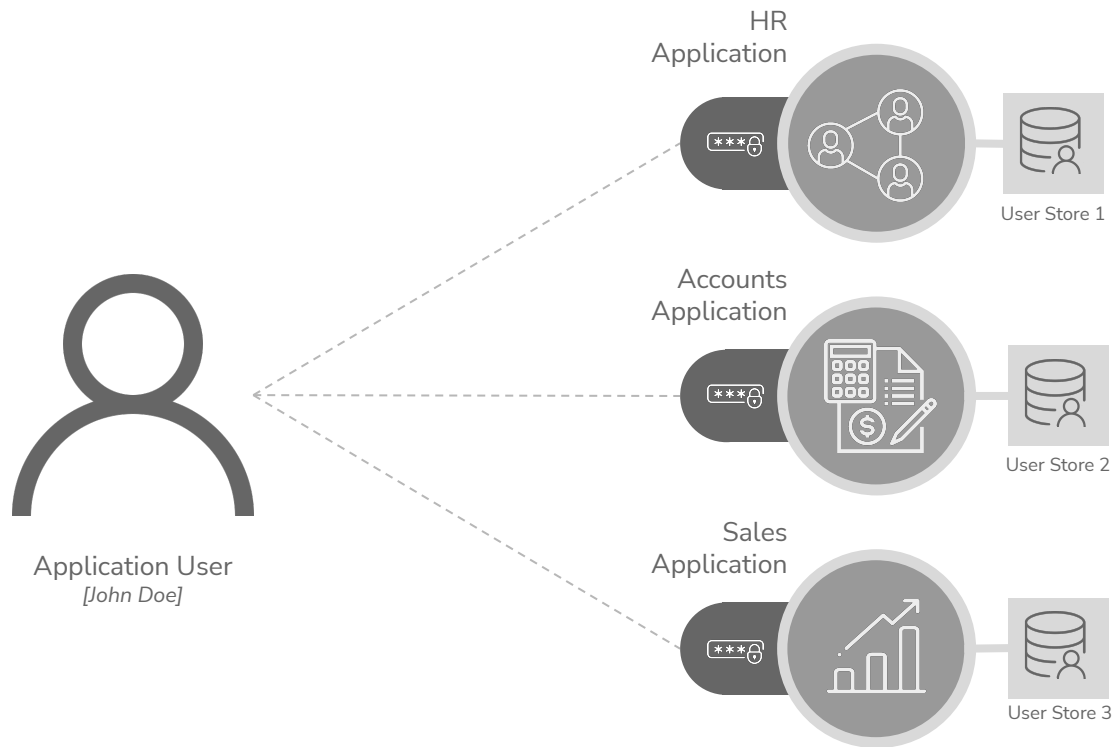 HR
Application
***
User Store 1
Accounts
Application
***
$
User Store 2
Application User
[John Doe]
Sales
Application
***
User Store 3